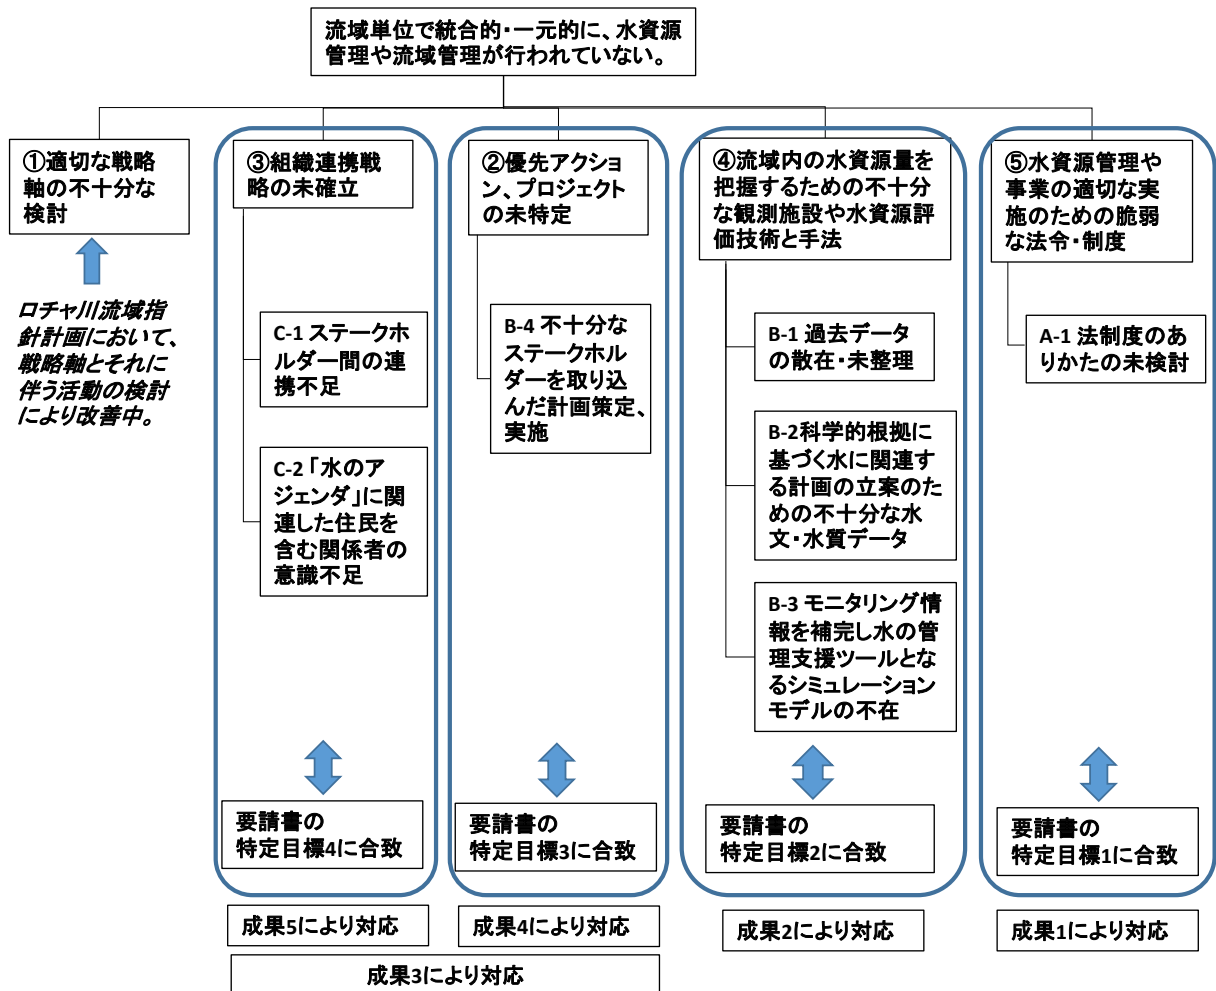 流域単位で統合的・一元的に、水資源
管理や流域管理が行われていない。
①適切な戦略
軸の不十分な
検討
ロチャ川流域指
針計画において、
戦略軸とそれに
伴う活動の検討
により改善中。
③組織連携戦
略の未確立
C-1 ステークホ
ルダー間の連
携不足
C-2 「水のア
ジェンダ」に関
連した住民を
含む関係者の
意識不足
要請書の
特定目標4に合致
成果5により対応
②優先アクショ
ン、プロジェクト
の未特定
B-4 不十分な
ステークホル
ダーを取り込
んだ計画策定、
実施
要請書の
特定目標3に合致
成果4により対応
成果3により対応
④流域内の水資源量を
把握するための不十分
な観測施設や水資源評
価技術と手法
B-1 過去データ
の散在・未整理
B-2科学的根拠に
基づく水に関連す
る計画の立案のた
めの不十分な水
文・水質データ
B-3 モニタリング情
報を補完し水の管
理支援ツールとな
るシミュレーション
モデルの不在
要請書の
特定目標2に合致
成果2により対応
⑤水資源管理や
事業の適切な実
施のための脆弱
な法令・制度
A-1 法制度のあ
りかたの未検討
要請書の
特定目標1に合致
成果1により対応